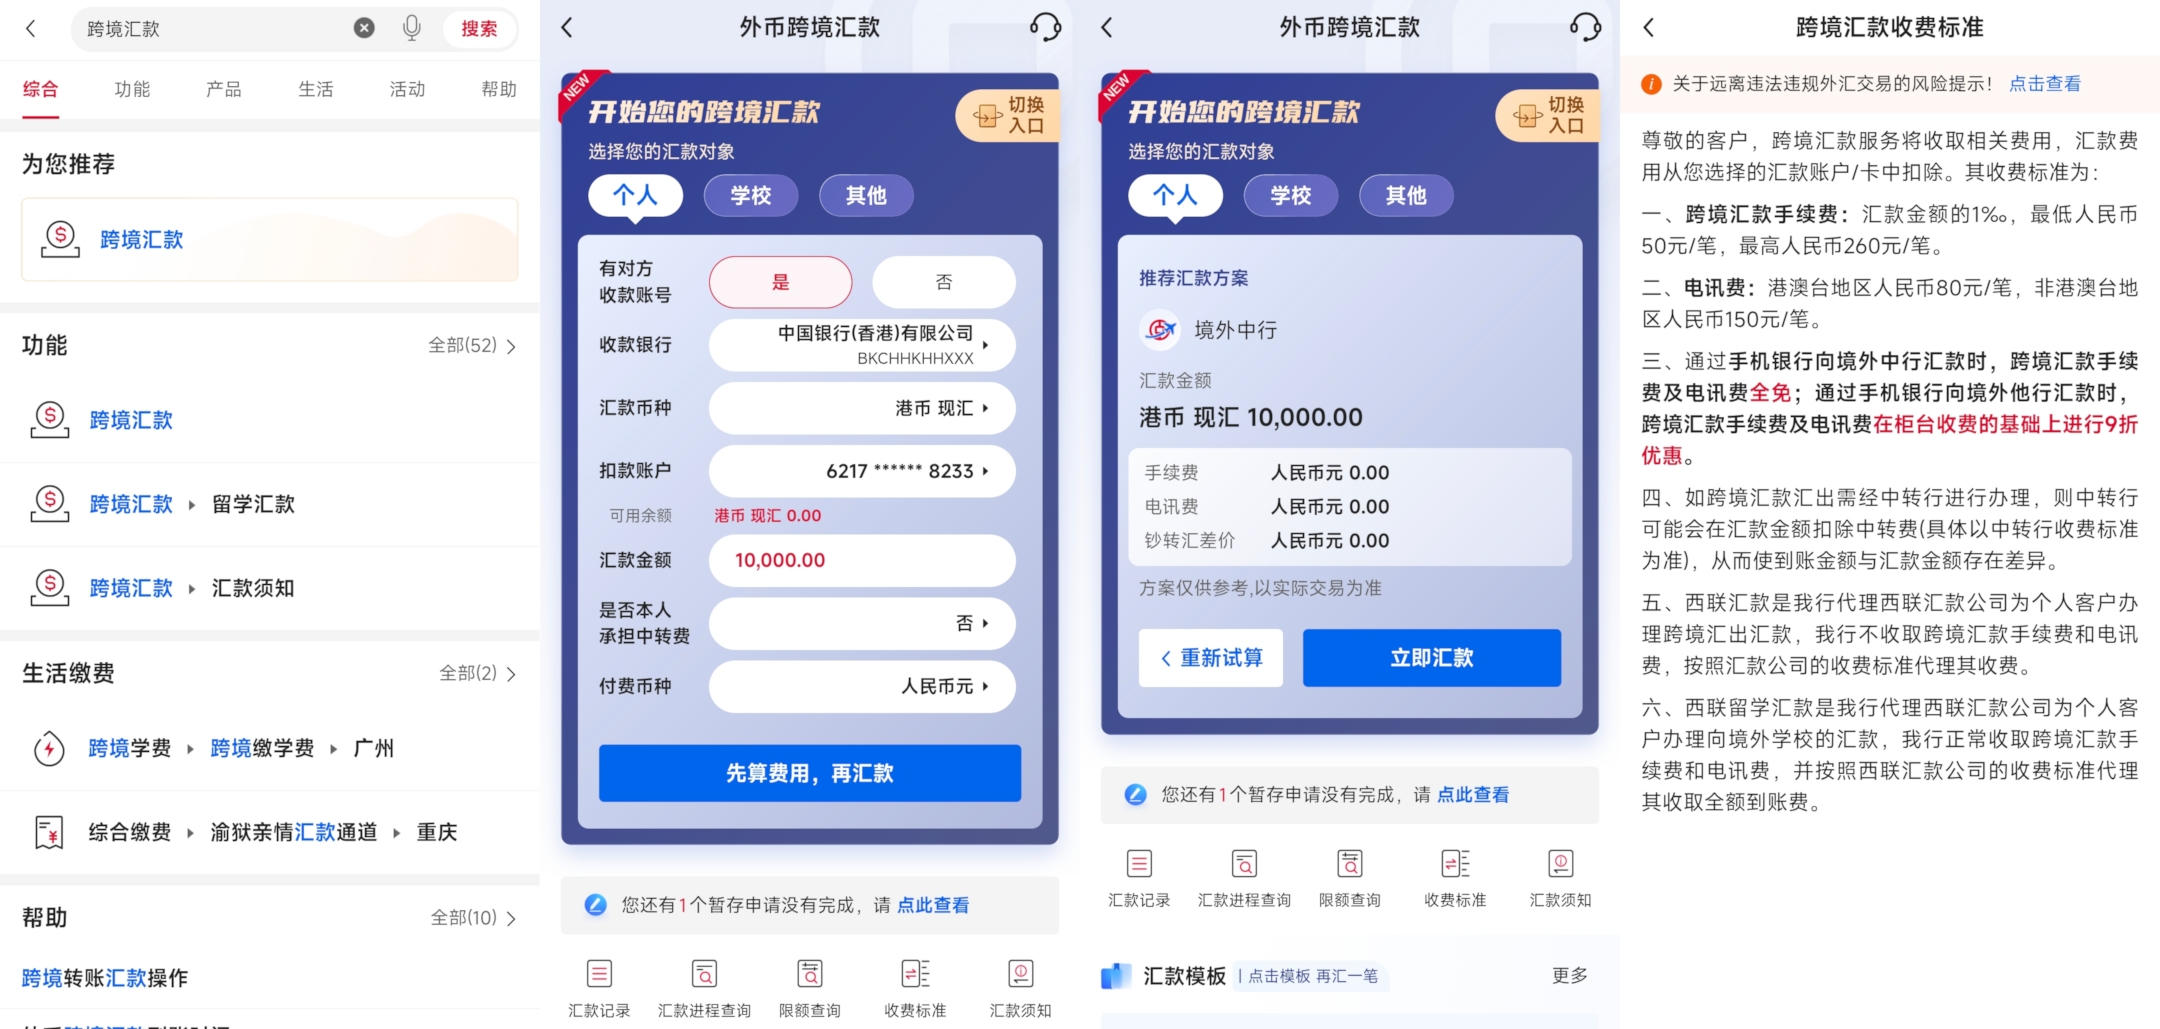 跨境汇款
搜索
综合
功能
产品
生活
活动
帮助
为您推荐
跨境汇款
功能
全部(52)
跨境汇款
跨境汇款 留学汇款
跨境汇款 汇款须知
生活缴费
全部(2)
跨境学费 跨境缴学费 广州
综合缴费 渝狱亲情汇款通道 重庆
帮助
全部(10)
跨境转账汇款操作
外币跨境汇款
NEW
开始您的跨境汇款
切换
入口
选择您的汇款对象
个人
学校
其他
有对方
收款账号
是
否
收款银行
中国银行(香港)有限公司
BKCHHKHHXXX
汇款币种
港币 现汇
扣款账户
6217 ****** 8233
可用余额
港币 现汇 0.00
汇款金额
10,000.00
是否本人
承担中转费
否
付费币种
人民币元
先算费用，再汇款
您还有1个暂存申请没有完成，请 点此查看
汇款记录
汇款进程查询
限额查询
收费标准
汇款须知
外币跨境汇款
NEW
开始您的跨境汇款
切换
入口
选择您的汇款对象
个人
学校
其他
推荐汇款方案
境外中行
汇款金额
港币 现汇 10,000.00
手续费 人民币元 0.00
电讯费 人民币元 0.00
钞转汇差价 人民币元 0.00
方案仅供参考,以实际交易为准
重新试算
立即汇款
您还有1个暂存申请没有完成，请 点此查看
汇款记录
汇款进程查询
限额查询
收费标准
汇款须知
汇款模板
点击模板 再汇一笔
更多
跨境汇款收费标准
关于远离违法违规外汇交易的风险提示！ 点击查看
尊敬的客户，跨境汇款服务将收取相关费用，汇款费
用从您选择的汇款账户/卡中扣除。其收费标准为：
一、跨境汇款手续费：汇款金额的1‰，最低人民币
50元/笔，最高人民币260元/笔。
二、电讯费：港澳台地区人民币80元/笔，非港澳台地
区人民币150元/笔。
三、通过手机银行向境外中行汇款时，跨境汇款手续
费及电讯费全免；通过手机银行向境外他行汇款时，
跨境汇款手续费及电讯费在柜台收费的基础上进行9折
优惠。
四、如跨境汇款汇出需经中转行进行办理，则中转行
可能会在汇款金额扣除中转费(具体以中转行收费标准
为准)，从而使到账金额与汇款金额存在差异。
五、西联汇款是我行代理西联汇款公司为个人客户办
理跨境汇出汇款，我行不收取跨境汇款手续费和电讯
费，按照汇款公司的收费标准代理其收费。
六、西联留学汇款是我行代理西联汇款公司为个人客
户办理向境外学校的汇款，我行正常收取跨境汇款手
续费和电讯费，并按照西联汇款公司的收费标准代理
其收取全额到账费。